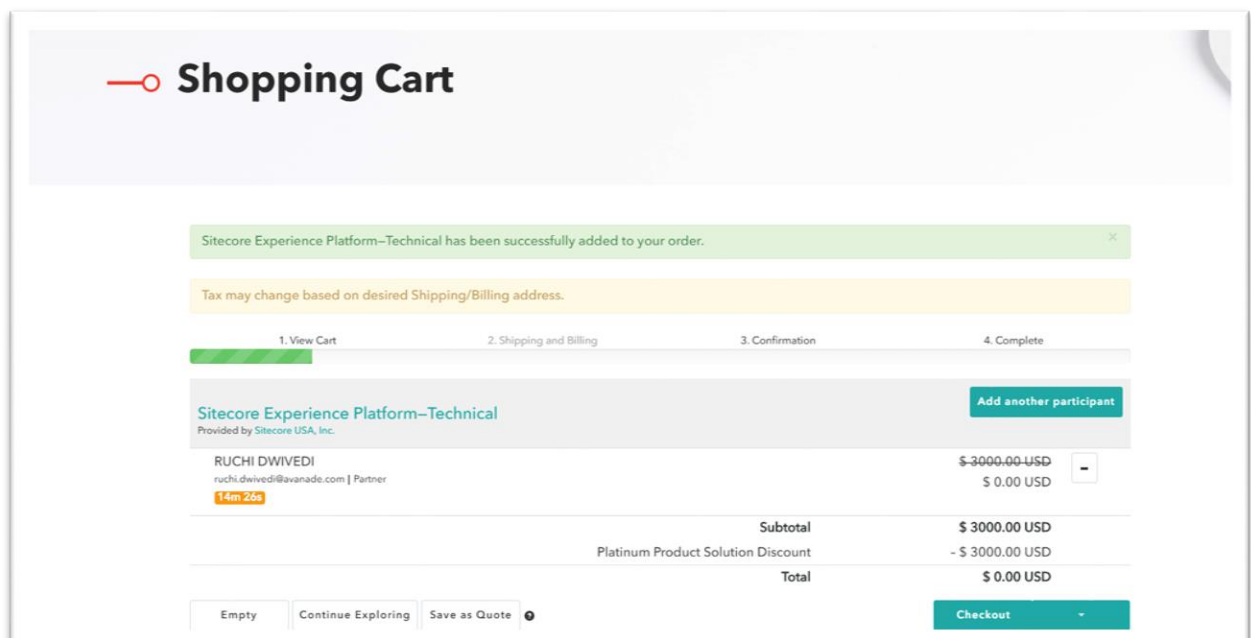 Shopping Cart
Sitecore Experience Platform–Technical has been successfully added to your order. ×
Tax may change based on desired Shipping/Billing address.
1. View Cart 2. Shipping and Billing 3. Confirmation 4. Complete
Add another participant
Sitecore Experience Platform–Technical
Provided by Sitecore USA, Inc.
RUCHI DWIVEDI $ 3000.00 USD -
ruchi.dwivedi@avanade.com | Partner $ 0.00 USD
14m 26s
Subtotal $ 3000.00 USD
Platinum Product Solution Discount - $ 3000.00 USD
Total $ 0.00 USD
Empty Continue Exploring Save as Quote ? Checkout